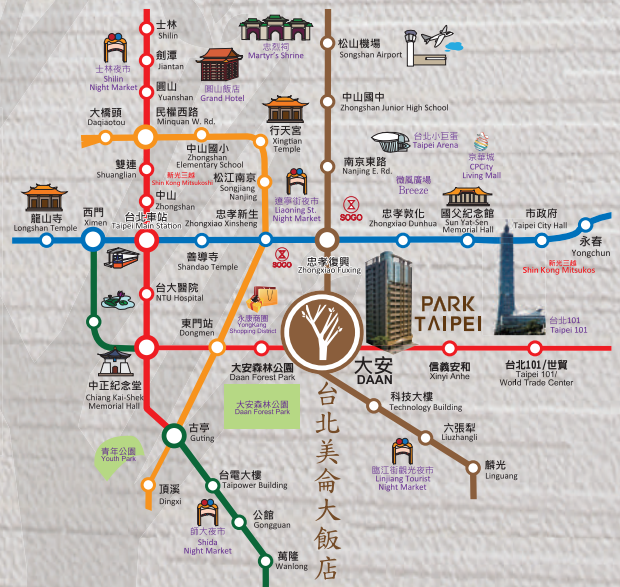 士林
Shilin
士林夜市
Shilin
Night Market
劍潭
Jiantan
圓山
Yuanshan
圓山飯店
Grand Hotel
忠烈祠
Martyr's Shrine
松山機場
Songshan Airport
大橋頭
Daqiaotou
民權西路
Minquan W. Rd.
中山國小
Zhongshan
Elementary School
行天宮
Xingtian
Temple
中山國中
Zhongshan Junior High School
雙連
Shuanglian
新光三越
Shin Kong Mitsukoshi
松江南京
Songjiang
Nanjing
遼寧街夜市
Liaoning St.
Night Market
南京東路
Nanjing E. Rd.
台北小巨蛋
Taipei Arena
京華城
CPCity
Living Mall
微風廣場
Breeze
中山
Zhongshan
龍山寺
Longshan Temple
西門
Ximen
台北車站
Taipei Main Station
善導寺
Shandao Temple
忠孝新生
Zhongxiao Xinsheng
SOGO
SOGO
忠孝復興
Zhongxiao Fuxing
忠孝敦化
Zhongxiao Dunhua
國父紀念館
Sun Yat-Sen
Memorial Hall
市政府
Taipei City Hall
永春
Yongchun
新光三越
Shin Kong Mitsukos
台大醫院
NTU Hospital
永康商圈
YongKang
Shopping District
東門站
Dongmen
PARK
TAIPEI
台北101
Taipei 101
中正紀念堂
Chiang Kai-Shek
Memorial Hall
大安森林公園
Daan Forest Park
大安
DAAN
信義安和
Xinyi Anhe
台北101/世貿
Taipei 101/
World Trade Center
大安森林公園
Daan Forest Park
台北美侖大飯店
科技大樓
Technology Building
六張犁
Liuzhangli
麟光
Linguang
臨江街觀光夜市
Linjiang Tourist
Night Market
古亭
Guting
青年公園
Youth Park
頂溪
Dingxi
台電大樓
Taipower Building
師大夜市
Shida
Night Market
公館
Gongguan
萬隆
Wanlong